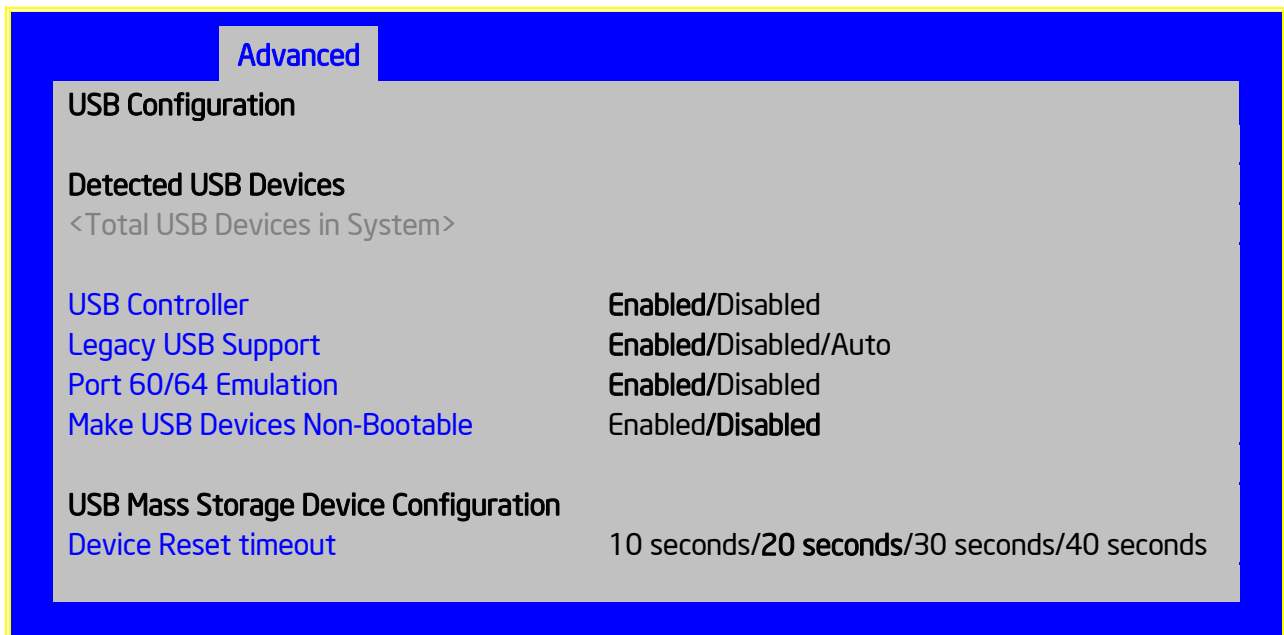 Advanced
USB Configuration
Detected USB Devices
<Total USB Devices in System>
USB Controller Enabled/Disabled
Legacy USB Support Enabled/Disabled/Auto
Port 60/64 Emulation Enabled/Disabled
Make USB Devices Non-Bootable Enabled/Disabled
USB Mass Storage Device Configuration
Device Reset timeout 10 seconds/20 seconds/30 seconds/40 seconds